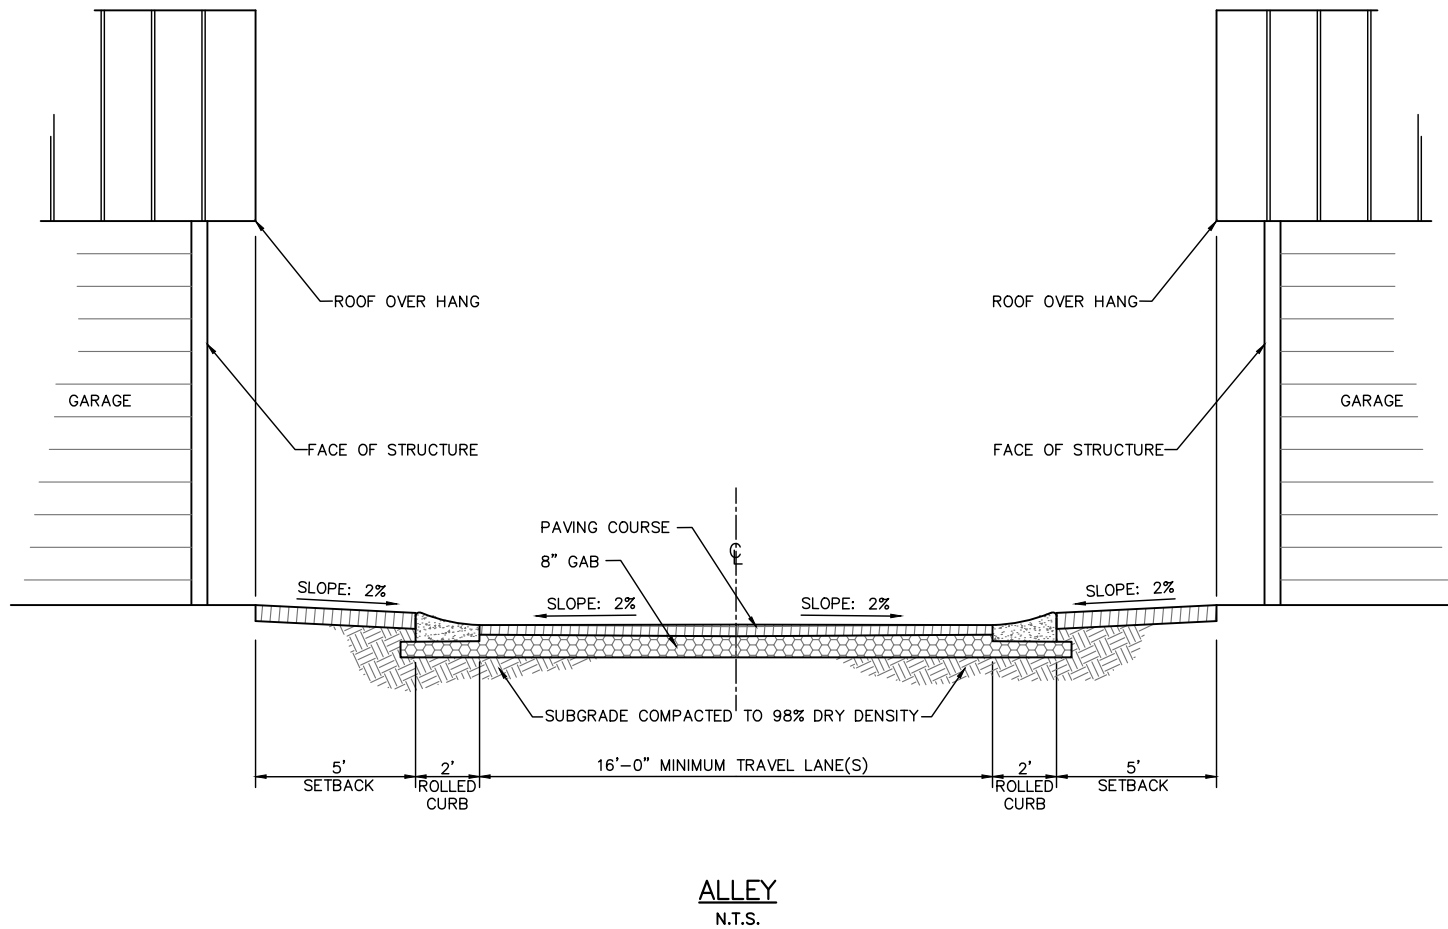 ROOF OVER HANG
ROOF OVER HANG
GARAGE
GARAGE
FACE OF STRUCTURE
FACE OF STRUCTURE
PAVING COURSE
℄
8" GAB
SLOPE: 2%
SLOPE: 2%
SLOPE: 2%
SLOPE: 2%
SUBGRADE COMPACTED TO 98% DRY DENSITY
5'
SETBACK
2'
ROLLED
CURB
16'-0" MINIMUM TRAVEL LANE(S)
2'
ROLLED
CURB
5'
SETBACK
ALLEY
N.T.S.